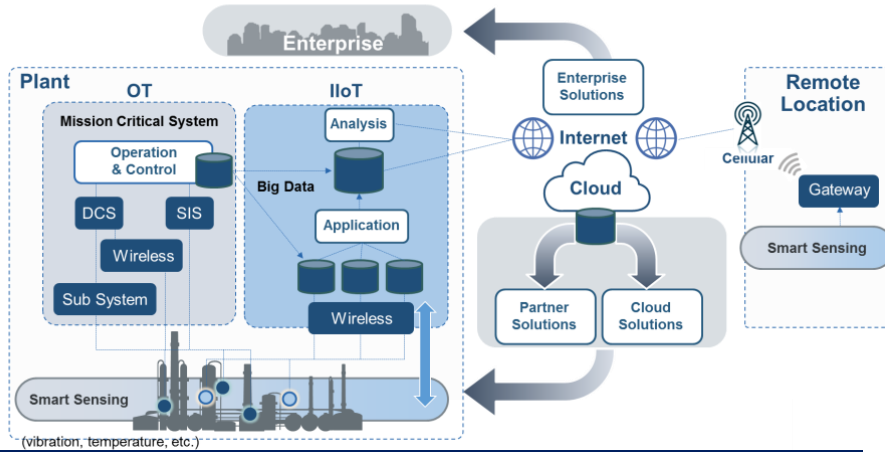 Enterprise
Plant
OT
IIoT
Mission Critical System
Operation
& Control
DCS
SIS
Wireless
Sub System
Analysis
Big Data
Application
Wireless
Smart Sensing
(vibration, temperature, etc.)
Enterprise
Solutions
Internet
Cloud
Partner
Solutions
Cloud
Solutions
Remote
Location
Cellular
Gateway
Smart Sensing